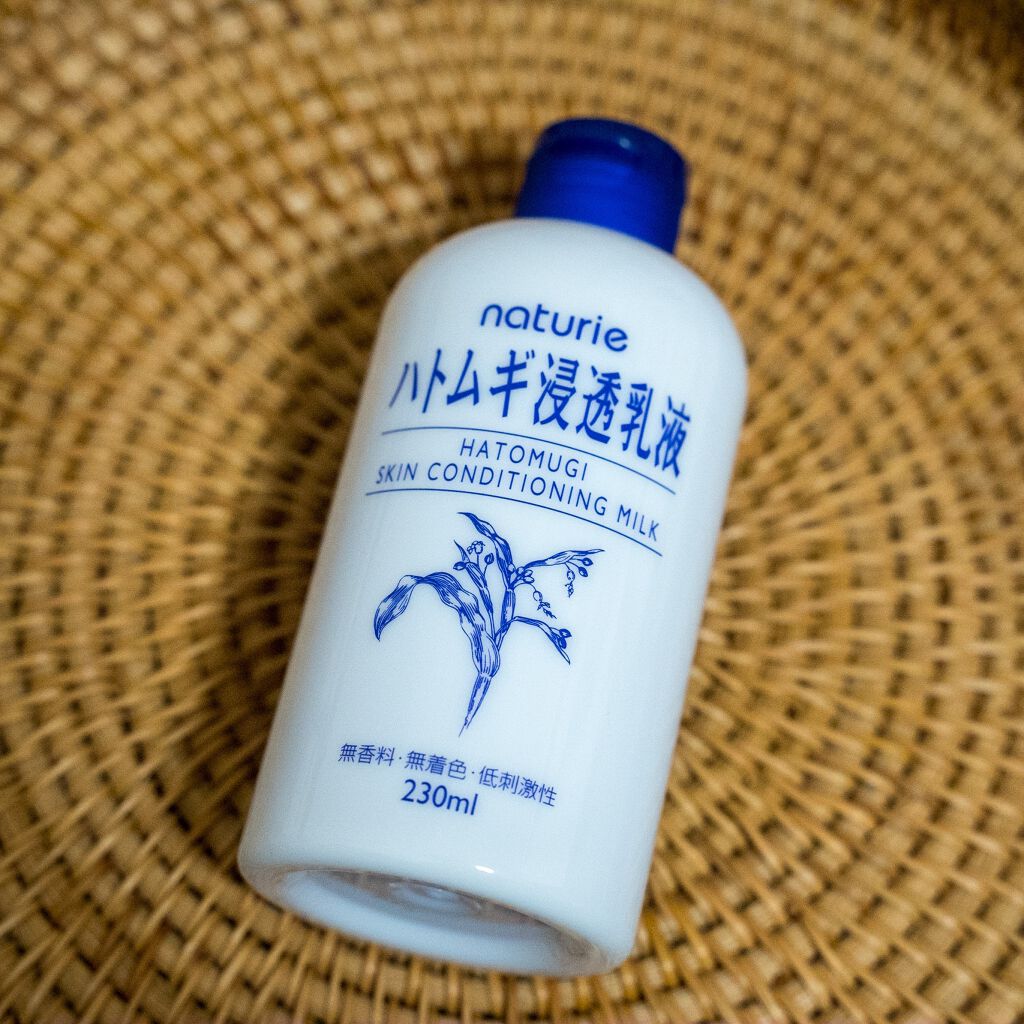 naturie
ハトムギ浸透乳液
HATOMUGI
SKIN CONDITIONING MILK
無香料·無着色·低刺激性
230ml